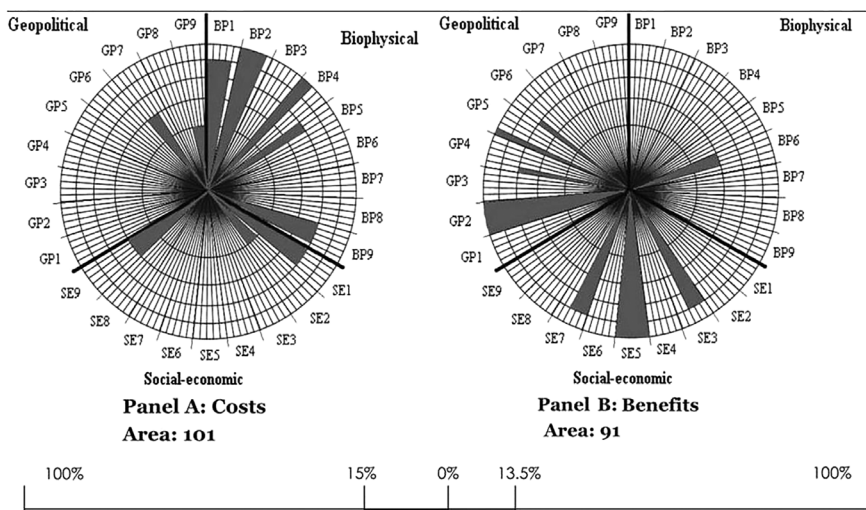 Geopolitical
Biophysical
GP9
BP1
BP2
BP3
BP4
BP5
BP6
BP7
BP8
BP9
SE1
SE2
SE3
SE4
SE5
SE6
SE7
SE8
SE9
GP1
GP2
GP3
GP4
GP5
GP6
GP7
GP8
Social-economic
Panel A: Costs
Area: 101
Geopolitical
Biophysical
GP9
BP1
BP2
BP3
BP4
BP5
BP6
BP7
BP8
BP9
SE1
SE2
SE3
SE4
SE5
SE6
SE7
SE8
SE9
GP1
GP2
GP3
GP4
GP5
GP6
GP7
GP8
Social-economic
Panel B: Benefits
Area: 91
100% 15% 0% 13.5% 100%